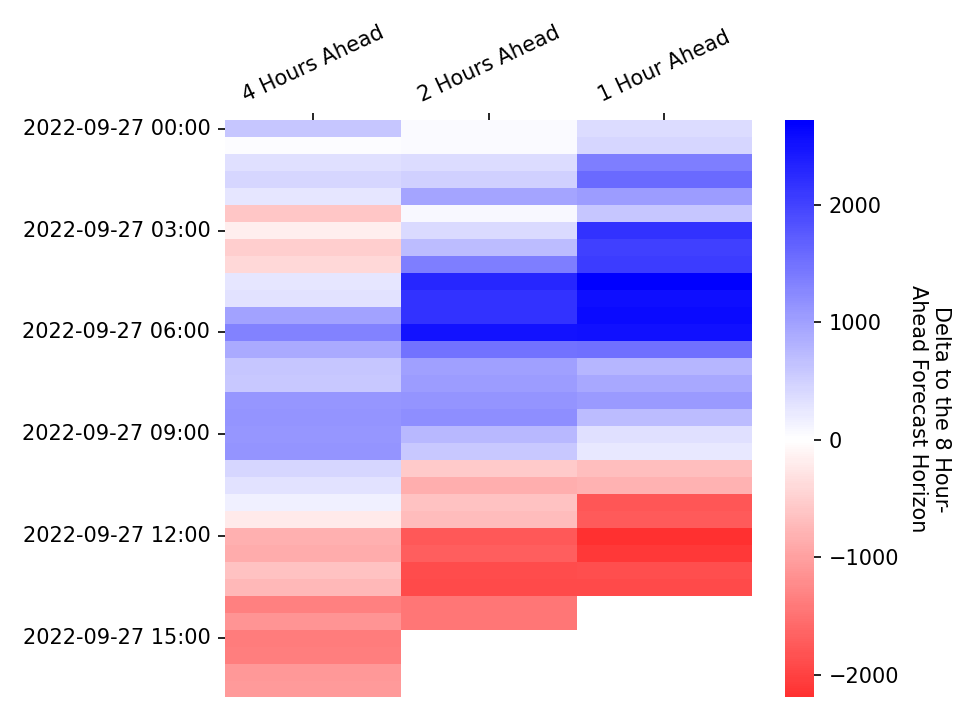 4 Hours Ahead
2 Hours Ahead
1 Hour Ahead
2022-09-27 00:00
2022-09-27 03:00
2022-09-27 06:00
2022-09-27 09:00
2022-09-27 12:00
2022-09-27 15:00
2000
1000
0
−1000
−2000
Delta to the 8 Hour-
Ahead Forecast Horizon